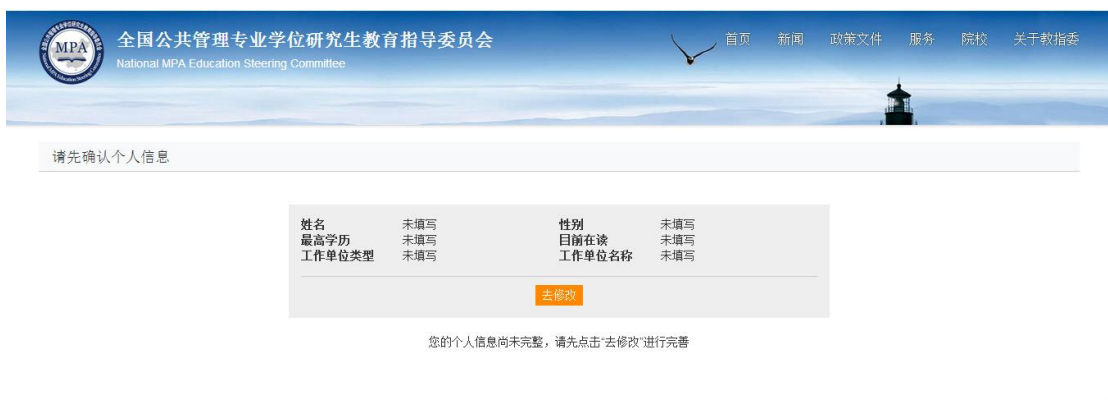 MPA
全国公共管理专业学位研究生教育指导委员会
National MPA Education Steering Committee
首页 新闻 政策文件 服务 院校 关于教指委
请先确认个人信息
姓名 未填写 性别 未填写
最高学历 未填写 目前在读 未填写
工作单位类型 未填写 工作单位名称 未填写
去修改
您的个人信息尚未完整，请先点击“去修改”进行完善